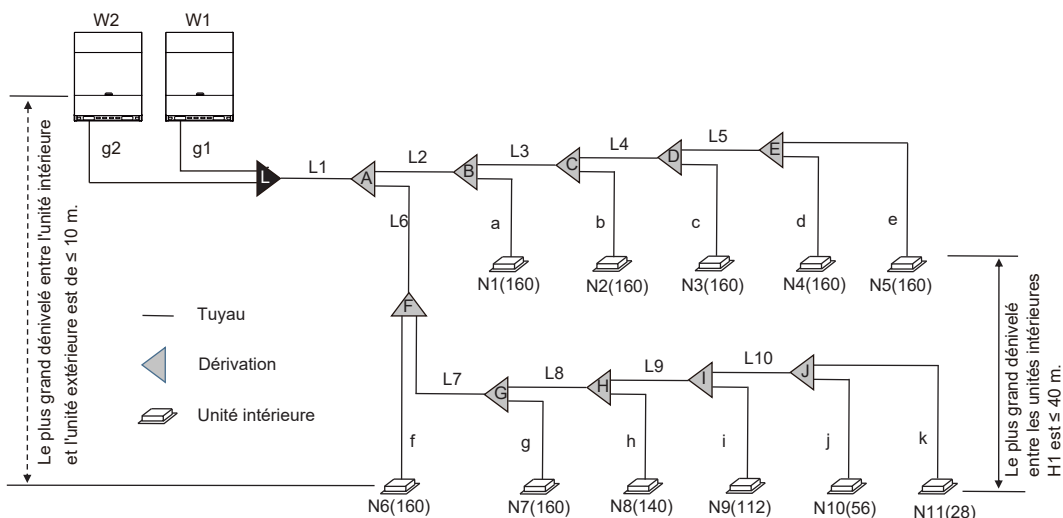 W2
W1
g2
g1
L
L1
A
L2
B
L3
C
L4
D
L5
E
L6
a
b
c
d
e
N1(160)
N2(160)
N3(160)
N4(160)
N5(160)
F
Tuyau
Dérivation
Unité intérieure
L7
G
L8
H
L9
I
L10
J
f
g
h
i
j
k
N6(160)
N7(160)
N8(140)
N9(112)
N10(56)
N11(28)
Le plus grand dénivelé entre l'unité intérieure
et l'unité extérieure est de ≤ 10 m.
Le plus grand dénivelé
entre les unités intérieures
H1 est ≤ 40 m.